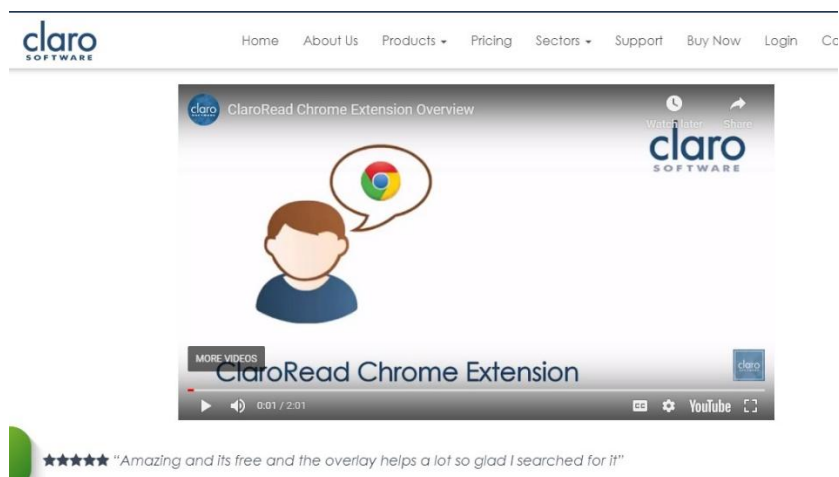 claro
SOFTWARE
Home About Us Products Pricing Sectors Support Buy Now Login
claro ClaroRead Chrome Extension Overview
Watch later Share
claro
SOFTWARE
MORE VIDEOS
ClaroRead Chrome Extension
claro
0:01 / 2:01 CC YouTube
★★★★★ “Amazing and its free and the overlay helps a lot so glad I searched for it”